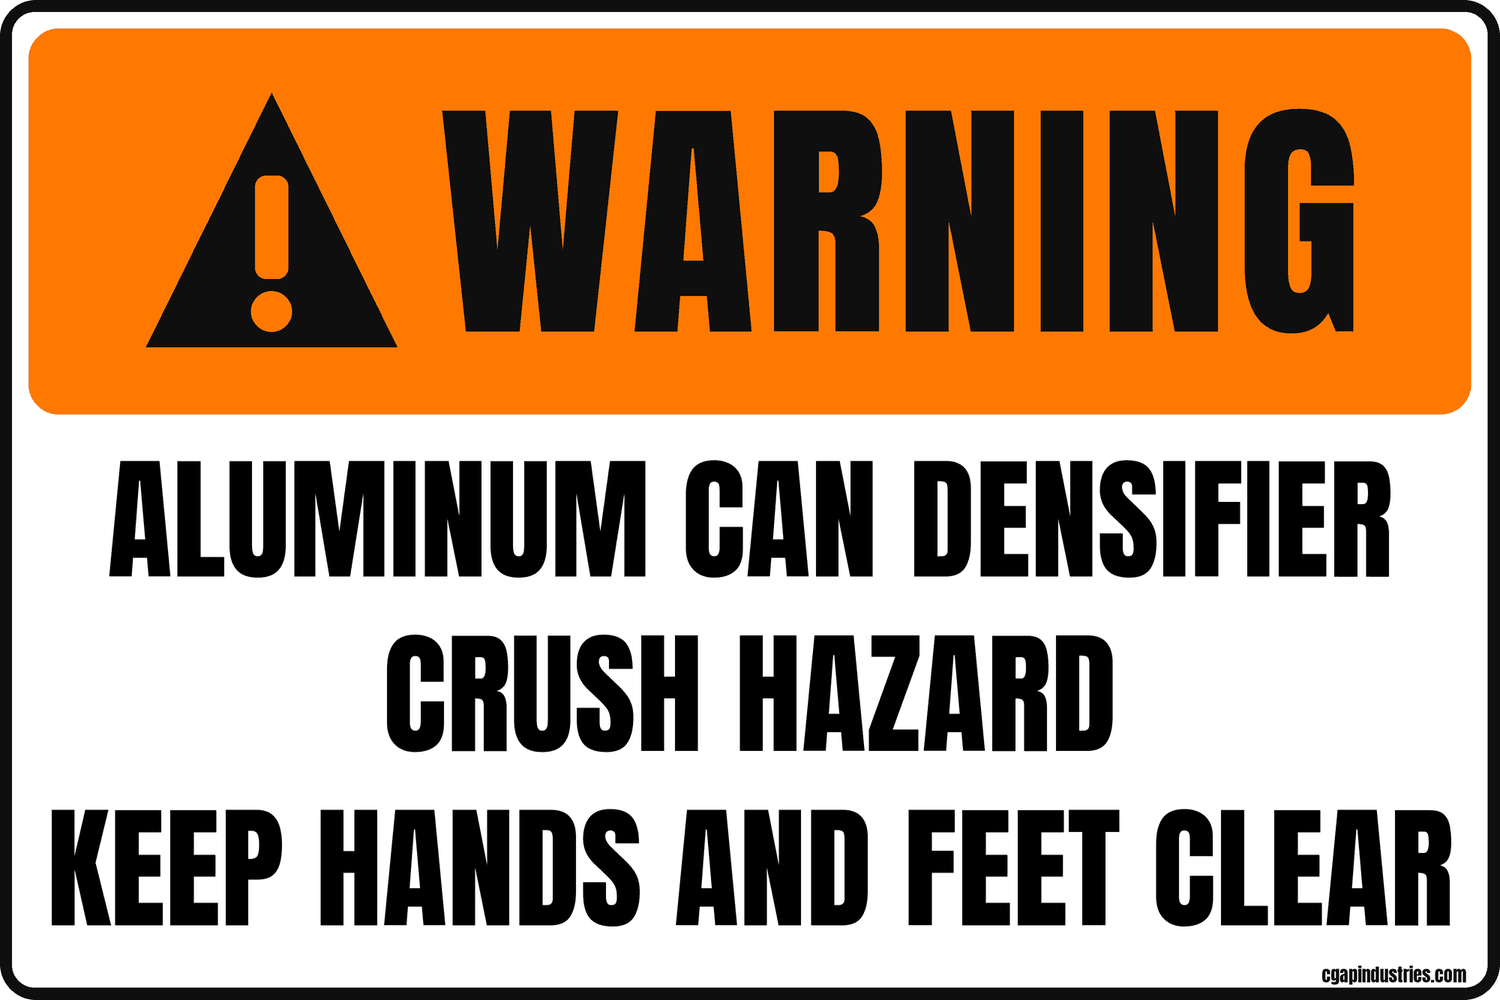 WARNING
ALUMINUM CAN DENSIFIER
CRUSH HAZARD
KEEP HANDS AND FEET CLEAR
cgapindustries.com